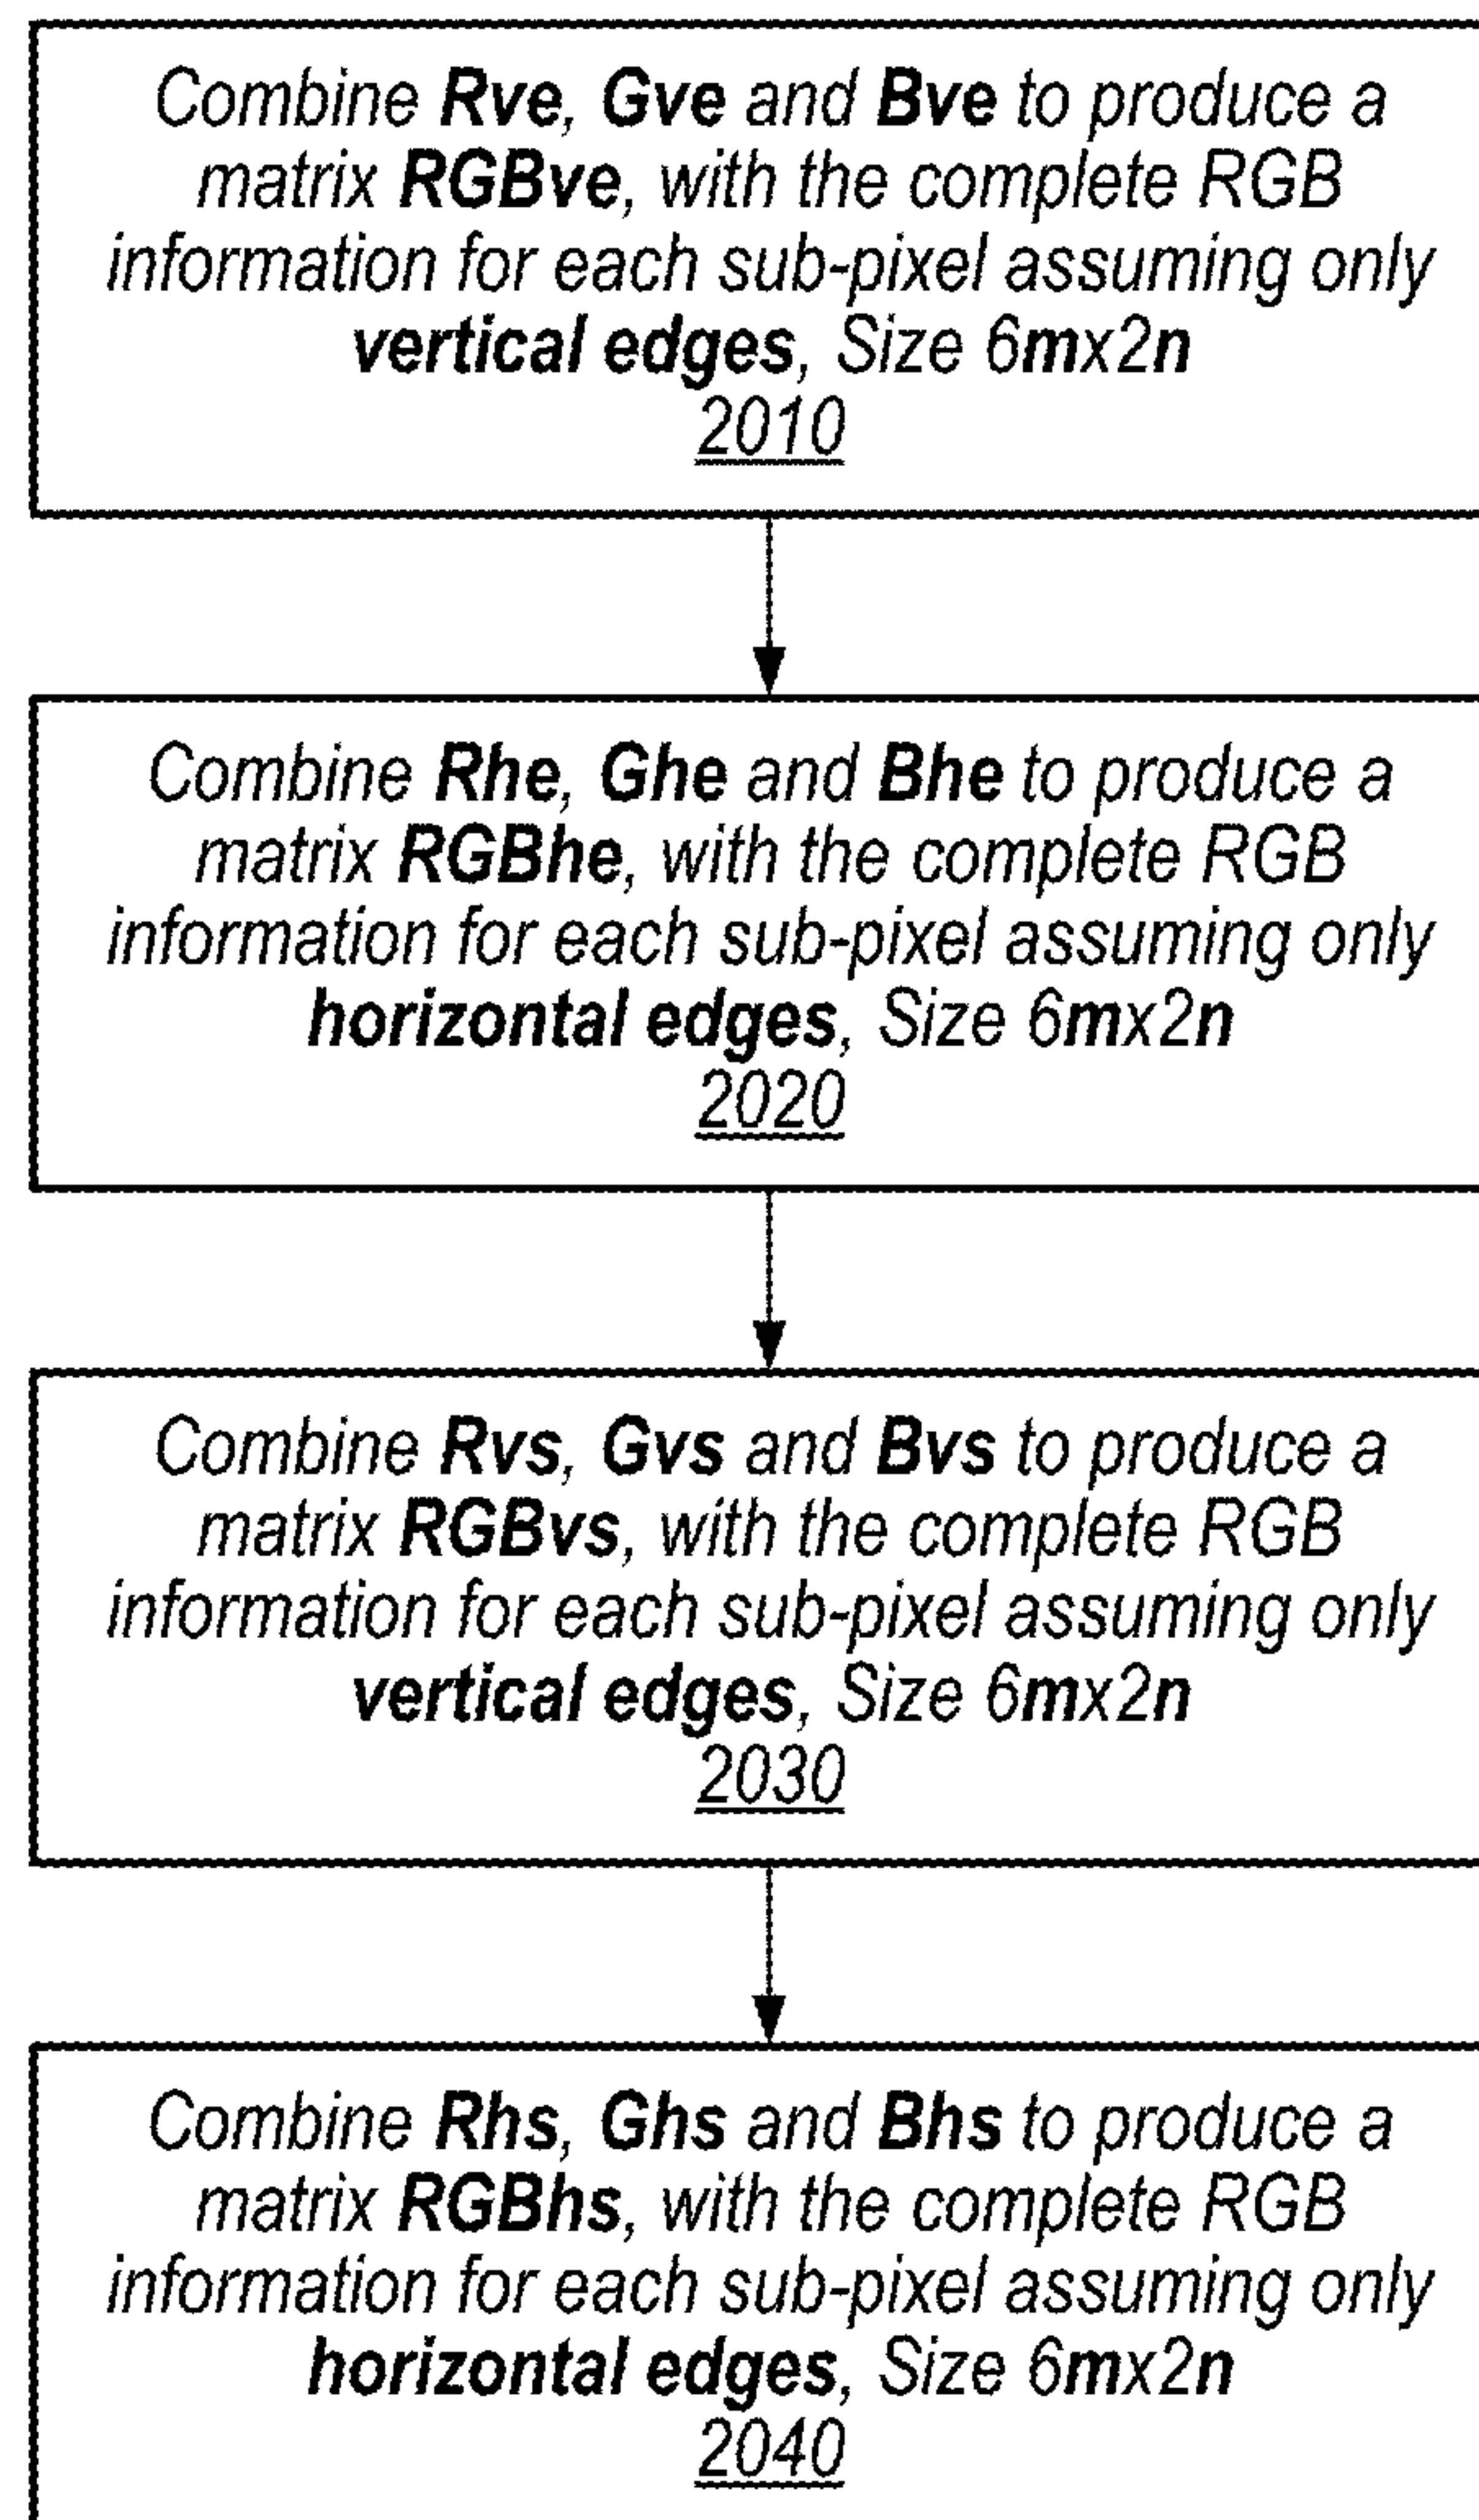 Combine Rve, Gve and Bve to produce a
matrix RGBve, with the complete RGB
information for each sub-pixel assuming only
vertical edges, Size 6mx2n
2010
Combine Rhe, Ghe and Bhe to produce a
matrix RGBhe, with the complete RGB
information for each sub-pixel assuming only
horizontal edges, Size 6mx2n
2020
Combine Rvs, Gvs and Bvs to produce a
matrix RGBvs, with the complete RGB
information for each sub-pixel assuming only
vertical edges, Size 6mx2n
2030
Combine Rhs, Ghs and Bhs to produce a
matrix RGBhs, with the complete RGB
information for each sub-pixel assuming only
horizontal edges, Size 6mx2n
2040